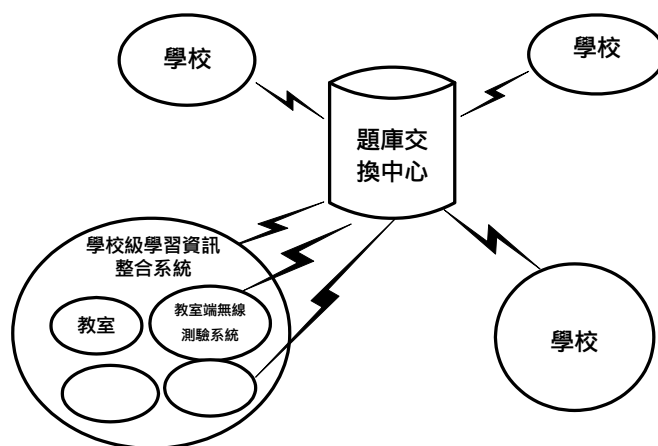 學校
學校
題庫交
換中心
學校級學習資訊
整合系統
教室
教室端無線
測驗系統
學校